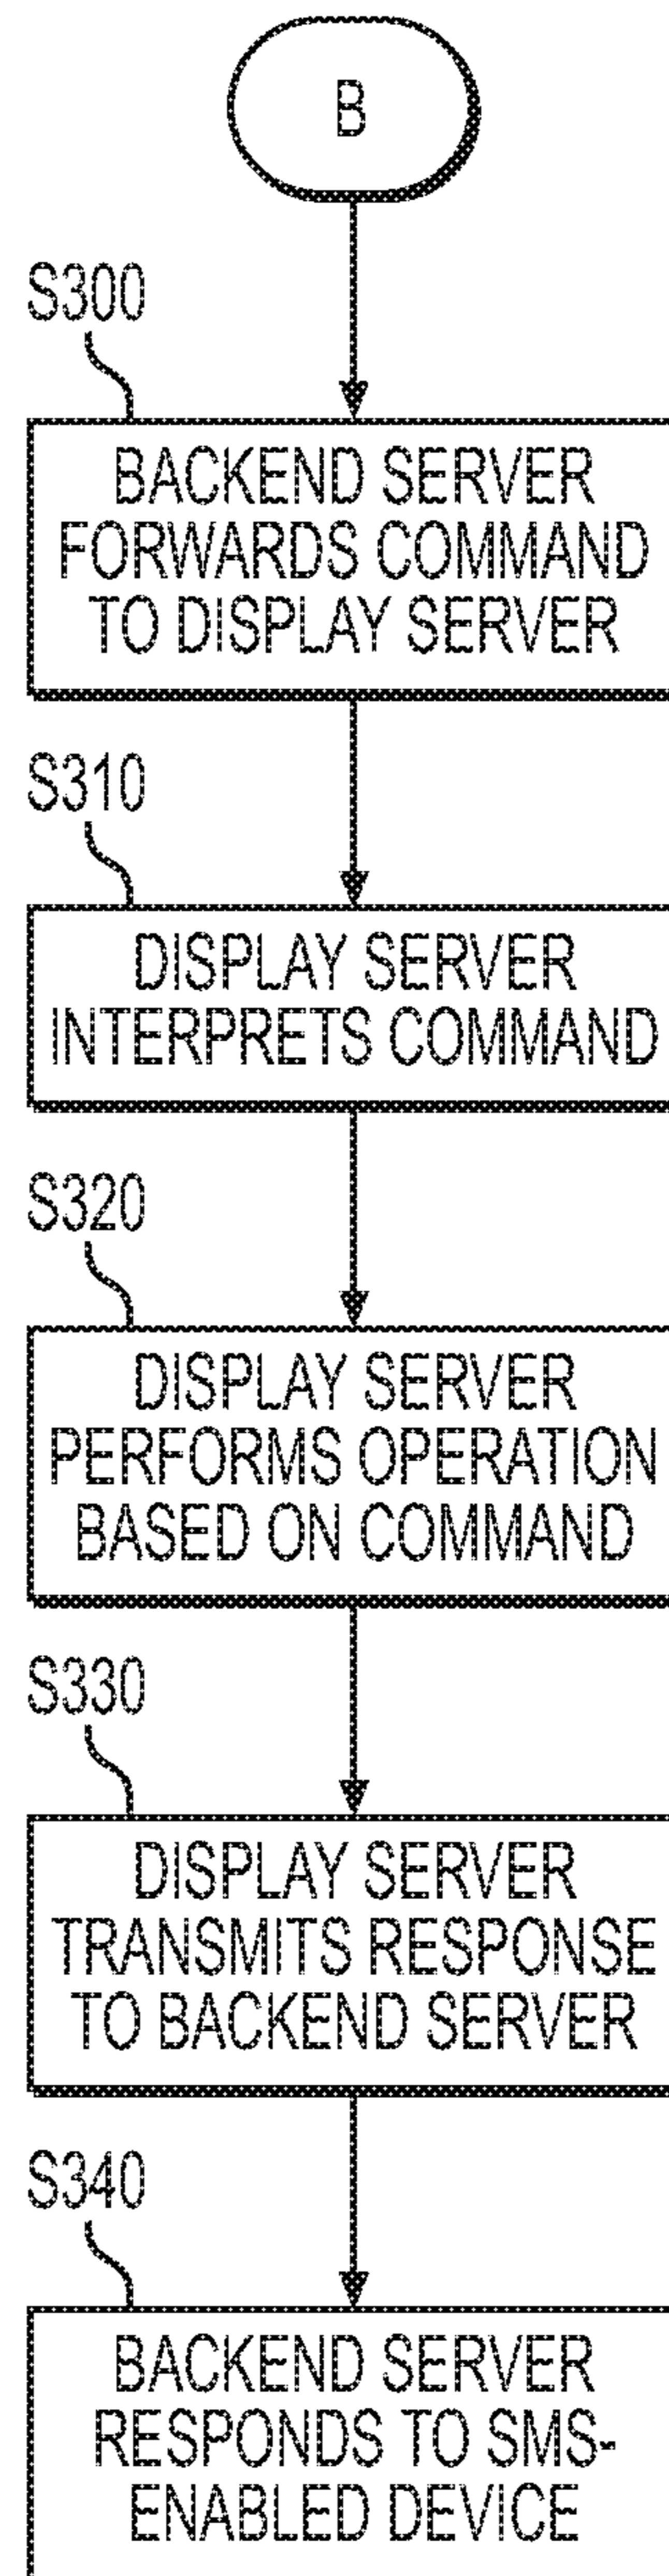 B
S300
BACKEND SERVER
FORWARDS COMMAND
TO DISPLAY SERVER
S310
DISPLAY SERVER
INTERPRETS COMMAND
S320
DISPLAY SERVER
PERFORMS OPERATION
BASED ON COMMAND
S330
DISPLAY SERVER
TRANSMITS RESPONSE
TO BACKEND SERVER
S340
BACKEND SERVER
RESPONDS TO SMS-
ENABLED DEVICE